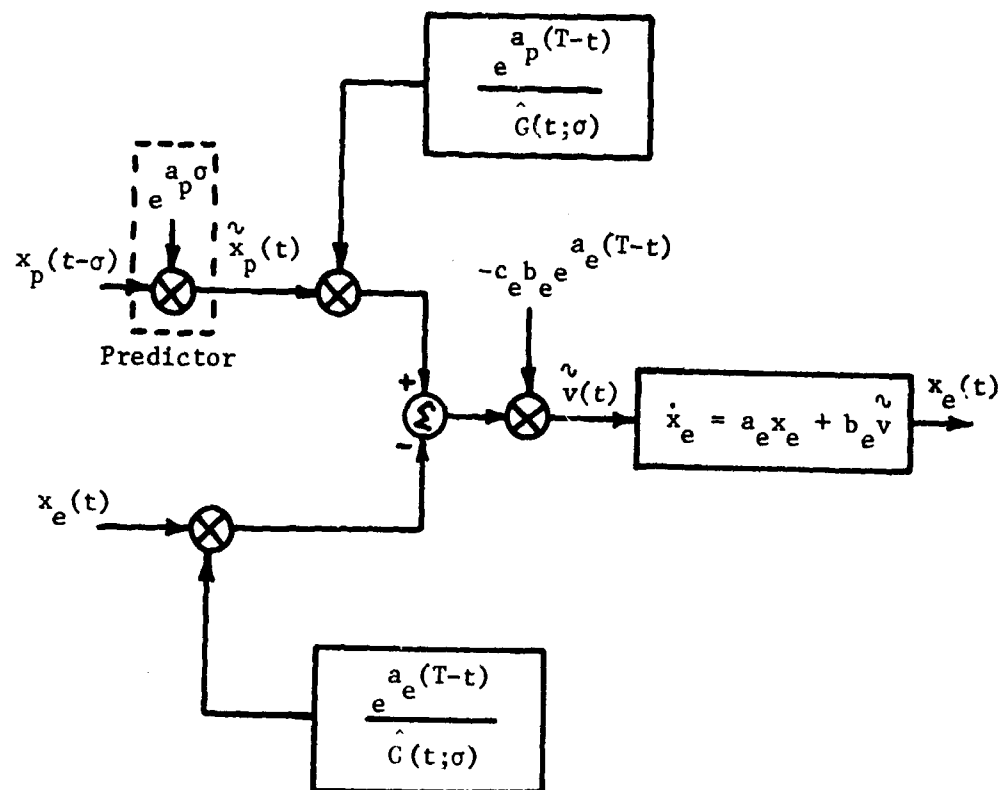 e^{a_p(T-t)}
Ĝ(t;σ)
e^{a_pσ}
x_p(t-σ)
x̃_p(t)
Predictor
-c_e b_e e^{a_e(T-t)}
+
Σ
-
ṽ(t)
ẋ_e = a_e x_e + b_e ṽ
x_e(t)
x_e(t)
e^{a_e(T-t)}
Ĝ(t;σ)